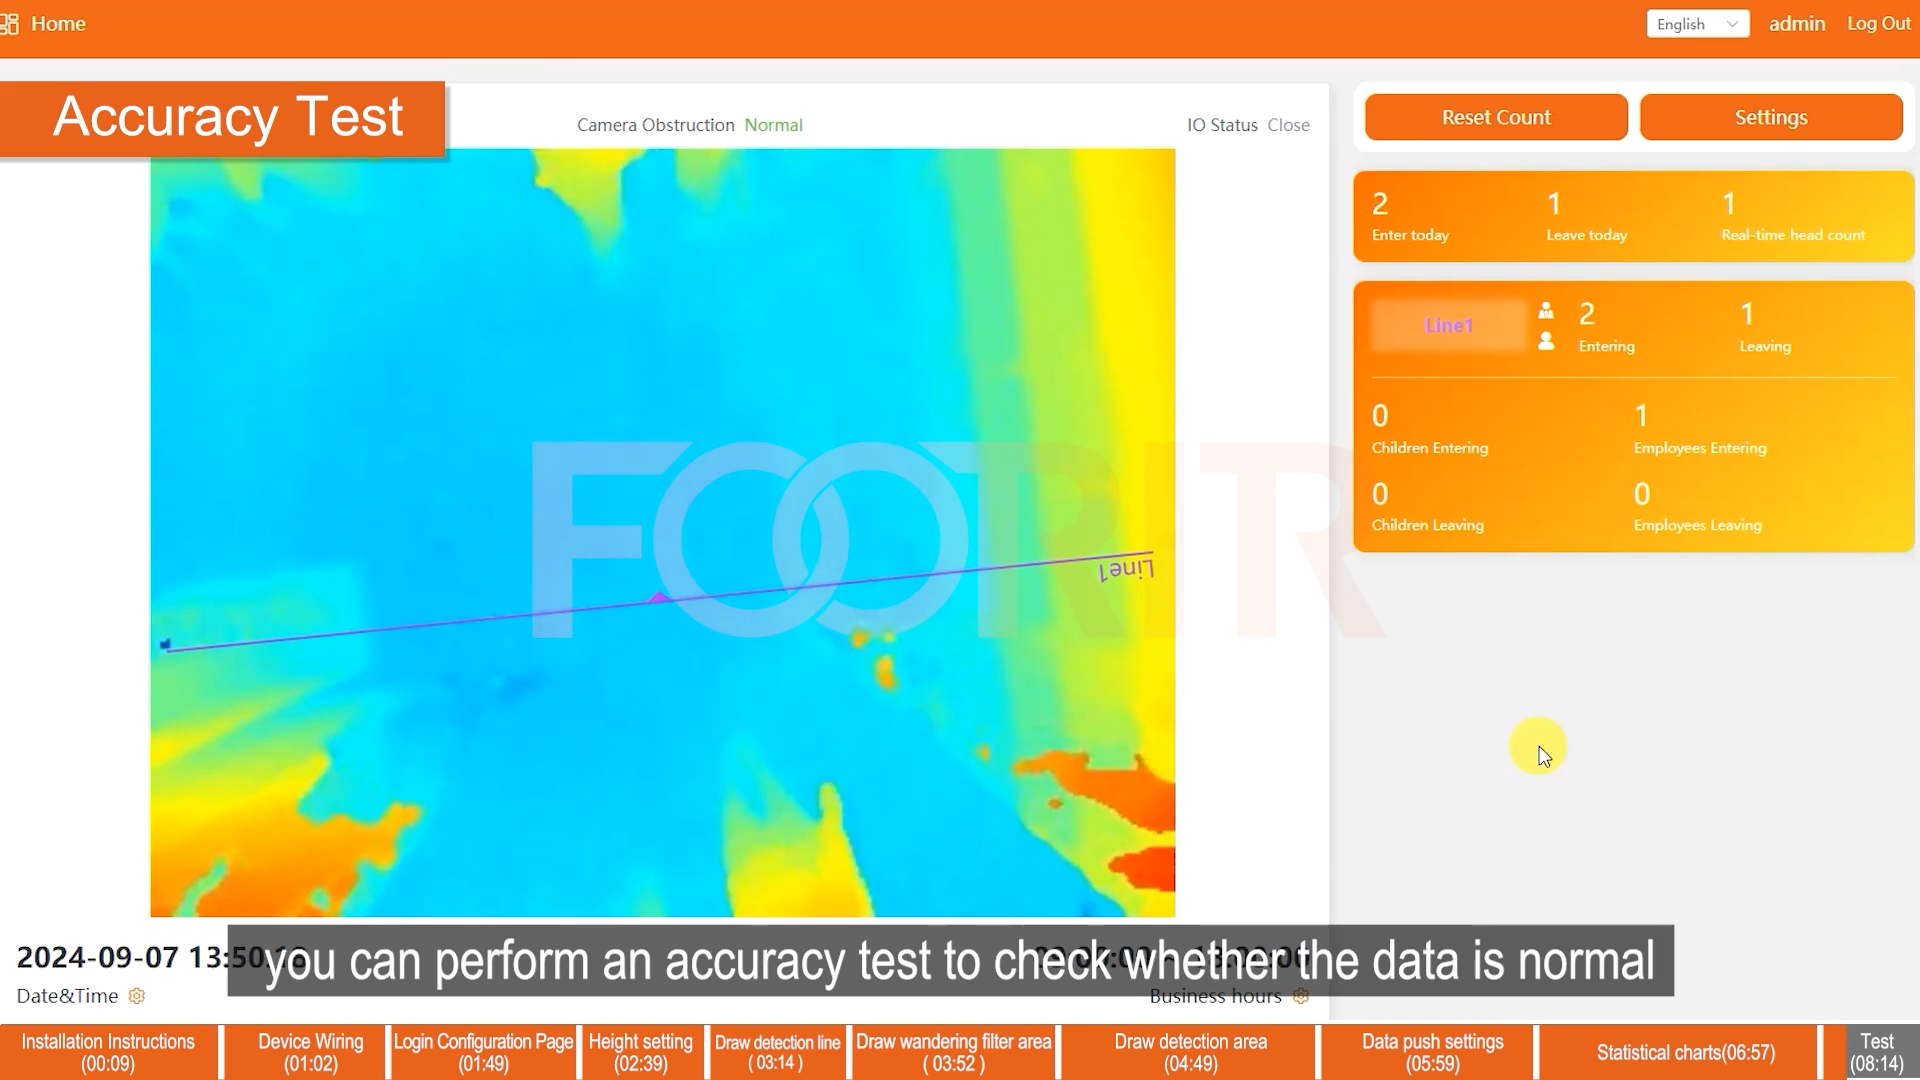 Home
English
admin
Log Out
Accuracy Test
Camera Obstruction Normal
IO Status Close
Reset Count
Settings
2
1
1
Enter today
Leave today
Real-time head count
Line1
2
1
Entering
Leaving
0
1
Children Entering
Employees Entering
0
0
Children Leaving
Employees Leaving
FOORIR
Line1
2024-09-07 13:50:18
you can perform an accuracy test to check whether the data is normal
Date&Time
Business hours
Installation Instructions
(00:09)
Device Wiring
(01:02)
Login Configuration Page
(01:49)
Height setting
(02:39)
Draw detection line
( 03:14 )
Draw wandering filter area
( 03:52 )
Draw detection area
(04:49)
Data push settings
(05:59)
Statistical charts(06:57)
Test
(08:14)